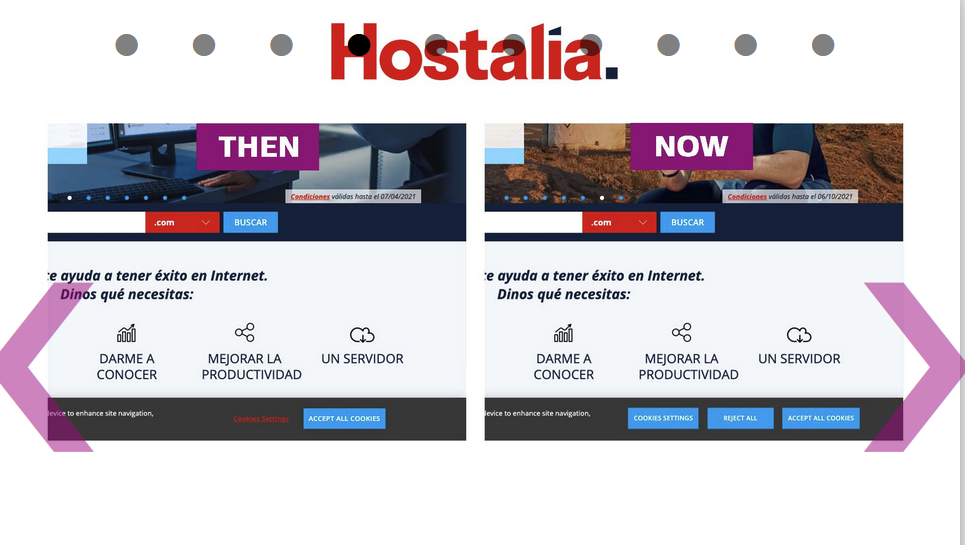 Hostalia.
THEN
Condiciones válidas hasta el 07/04/2021
.com
BUSCAR
te ayuda a tener éxito en Internet.
Dinos qué necesitas:
DARME A
CONOCER
MEJORAR LA
PRODUCTIVIDAD
UN SERVIDOR
device to enhance site navigation,
Cookies Settings
ACCEPT ALL COOKIES
NOW
Condiciones válidas hasta el 06/10/2021
.com
BUSCAR
te ayuda a tener éxito en Internet.
Dinos qué necesitas:
DARME A
CONOCER
MEJORAR LA
PRODUCTIVIDAD
UN SERVIDOR
device to enhance site navigation,
COOKIES SETTINGS
REJECT ALL
ACCEPT ALL COOKIES